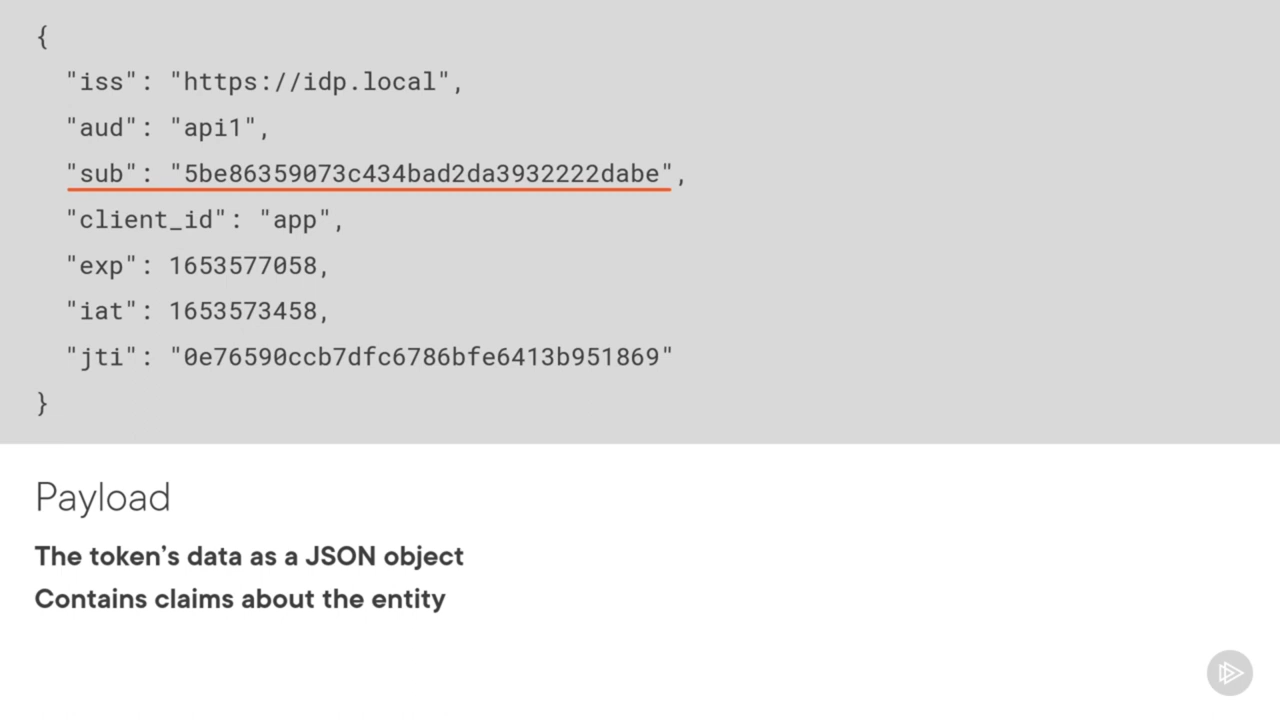 {
"iss": "https://idp.local",
"aud": "api1",
"sub": "5be86359073c434bad2da3932222dabe",
"client_id": "app",
"exp": 1653577058,
"iat": 1653573458,
"jti": "0e76590ccb7dfc6786bfe6413b951869"
}
Payload
The token’s data as a JSON object
Contains claims about the entity